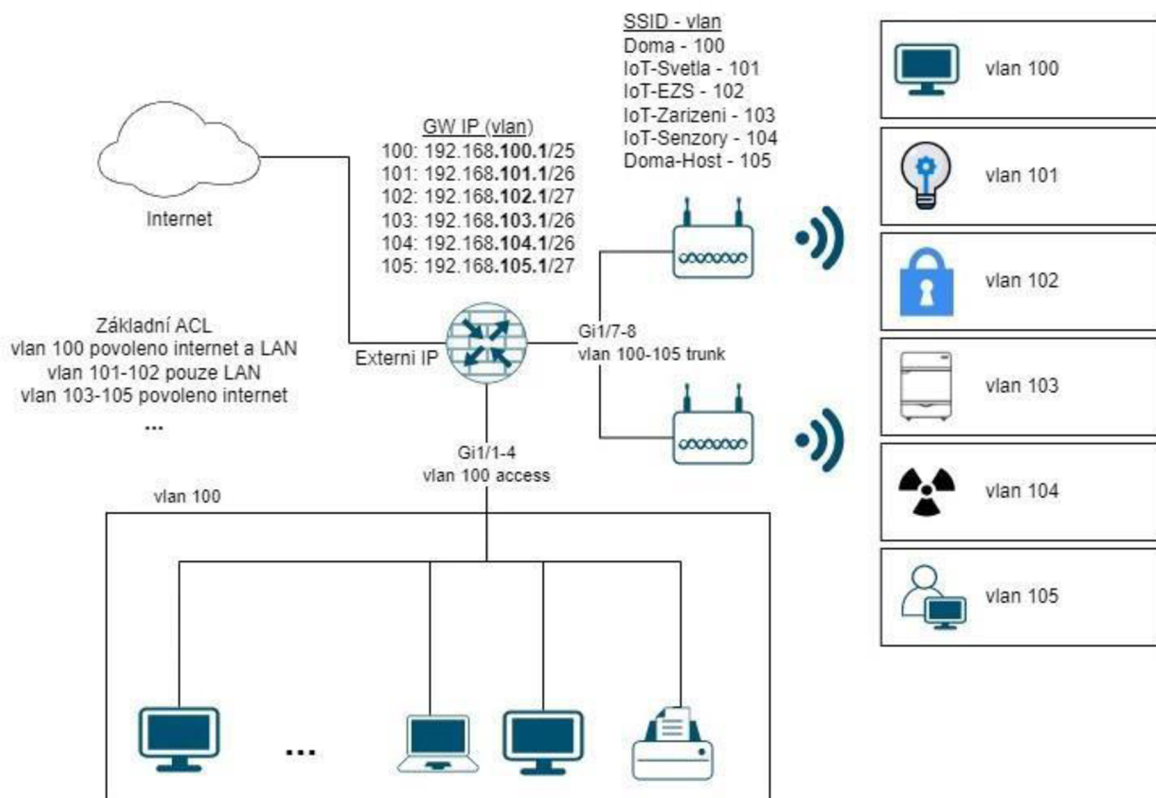 SSID - vlan
Doma - 100
IoT-Svetla - 101
IoT-EZS - 102
IoT-Zarizeni - 103
IoT-Senzory - 104
Doma-Host - 105
GW IP (vlan)
100: 192.168.100.1/25
101: 192.168.101.1/26
102: 192.168.102.1/27
103: 192.168.103.1/26
104: 192.168.104.1/26
105: 192.168.105.1/27
Internet
Základní ACL
vlan 100 povoleno internet a LAN
vlan 101-102 pouze LAN
vlan 103-105 povoleno internet
...
Externi IP
Gi1/7-8
vlan 100-105 trunk
Gi1/1-4
vlan 100 access
vlan 100
...
vlan 100
vlan 101
vlan 102
vlan 103
vlan 104
vlan 105